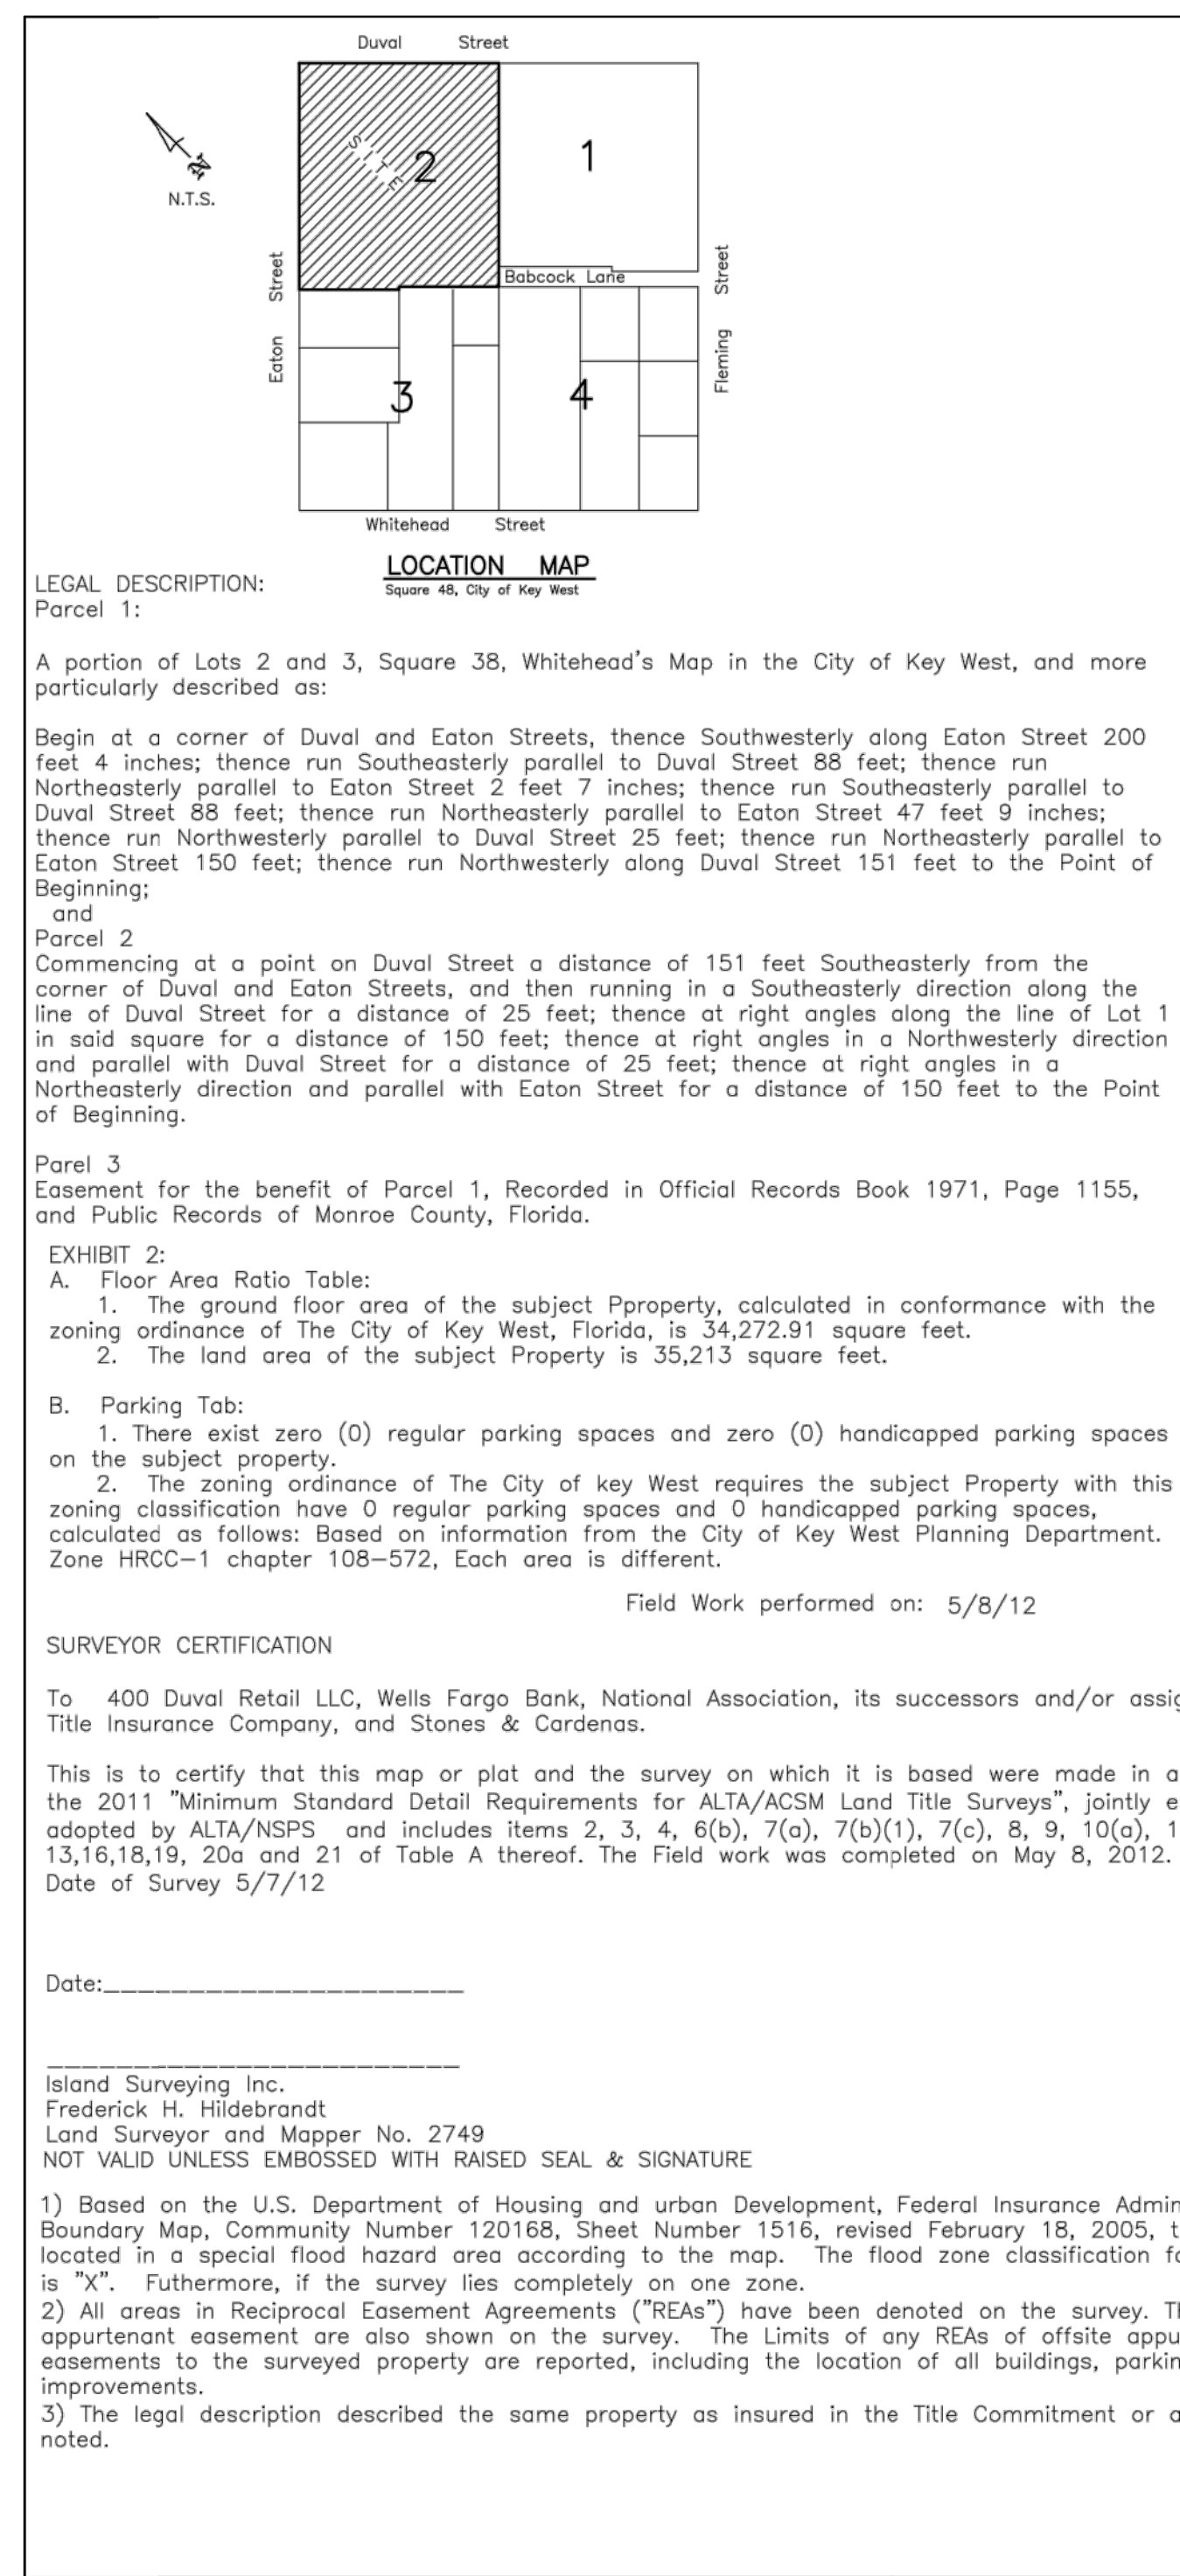 Duval Street
1
2
SITE
N.T.S.
Eaton Street
Babcock Lane
Fleming Street
3
4
Whitehead Street
LOCATION MAP
Square 48, City of Key West
LEGAL DESCRIPTION:
Parcel 1:
A portion of Lots 2 and 3, Square 38, Whitehead's Map in the City of Key West, and more
particularly described as:
Begin at a corner of Duval and Eaton Streets, thence Southwesterly along Eaton Street 200
feet 4 inches; thence run Southeasterly parallel to Duval Street 88 feet; thence run
Northeasterly parallel to Eaton Street 2 feet 7 inches; thence run Southeasterly parallel to
Duval Street 88 feet; thence run Northeasterly parallel to Eaton Street 47 feet 9 inches;
thence run Northwesterly parallel to Duval Street 25 feet; thence run Northeasterly parallel to
Eaton Street 150 feet; thence run Northwesterly along Duval Street 151 feet to the Point of
Beginning;
and
Parcel 2
Commencing at a point on Duval Street a distance of 151 feet Southeasterly from the
corner of Duval and Eaton Streets, and then running in a Southeasterly direction along the
line of Duval Street for a distance of 25 feet; thence at right angles along the line of Lot 1
in said square for a distance of 150 feet; thence at right angles in a Northwesterly direction
and parallel with Duval Street for a distance of 25 feet; thence at right angles in a
Northeasterly direction and parallel with Eaton Street for a distance of 150 feet to the Point
of Beginning.
Parel 3
Easement for the benefit of Parcel 1, Recorded in Official Records Book 1971, Page 1155,
and Public Records of Monroe County, Florida.
EXHIBIT 2:
A. Floor Area Ratio Table:
1. The ground floor area of the subject Pproperty, calculated in conformance with the
zoning ordinance of The City of Key West, Florida, is 34,272.91 square feet.
2. The land area of the subject Property is 35,213 square feet.
B. Parking Tab:
1. There exist zero (0) regular parking spaces and zero (0) handicapped parking spaces
on the subject property.
2. The zoning ordinance of The City of key West requires the subject Property with this
zoning classification have 0 regular parking spaces and 0 handicapped parking spaces,
calculated as follows: Based on information from the City of Key West Planning Department.
Zone HRCC-1 chapter 108-572, Each area is different.
Field Work performed on: 5/8/12
SURVEYOR CERTIFICATION
To 400 Duval Retail LLC, Wells Fargo Bank, National Association, its successors and/or assig
Title Insurance Company, and Stones & Cardenas.
This is to certify that this map or plat and the survey on which it is based were made in a
the 2011 "Minimum Standard Detail Requirements for ALTA/ACSM Land Title Surveys", jointly e
adopted by ALTA/NSPS and includes items 2, 3, 4, 6(b), 7(a), 7(b)(1), 7(c), 8, 9, 10(a), 1
13,16,18,19, 20a and 21 of Table A thereof. The Field work was completed on May 8, 2012.
Date of Survey 5/7/12
Date:_____________________
________________________
Island Surveying Inc.
Frederick H. Hildebrandt
Land Surveyor and Mapper No. 2749
NOT VALID UNLESS EMBOSSED WITH RAISED SEAL & SIGNATURE
1) Based on the U.S. Department of Housing and urban Development, Federal Insurance Admin
Boundary Map, Community Number 120168, Sheet Number 1516, revised February 18, 2005, t
located in a special flood hazard area according to the map. The flood zone classification fo
is "X". Futhermore, if the survey lies completely on one zone.
2) All areas in Reciprocal Easement Agreements ("REAs") have been denoted on the survey. Th
appurtenant easement are also shown on the survey. The Limits of any REAs of offsite appu
easements to the surveyed property are reported, including the location of all buildings, parkin
improvements.
3) The legal description described the same property as insured in the Title Commitment or a
noted.